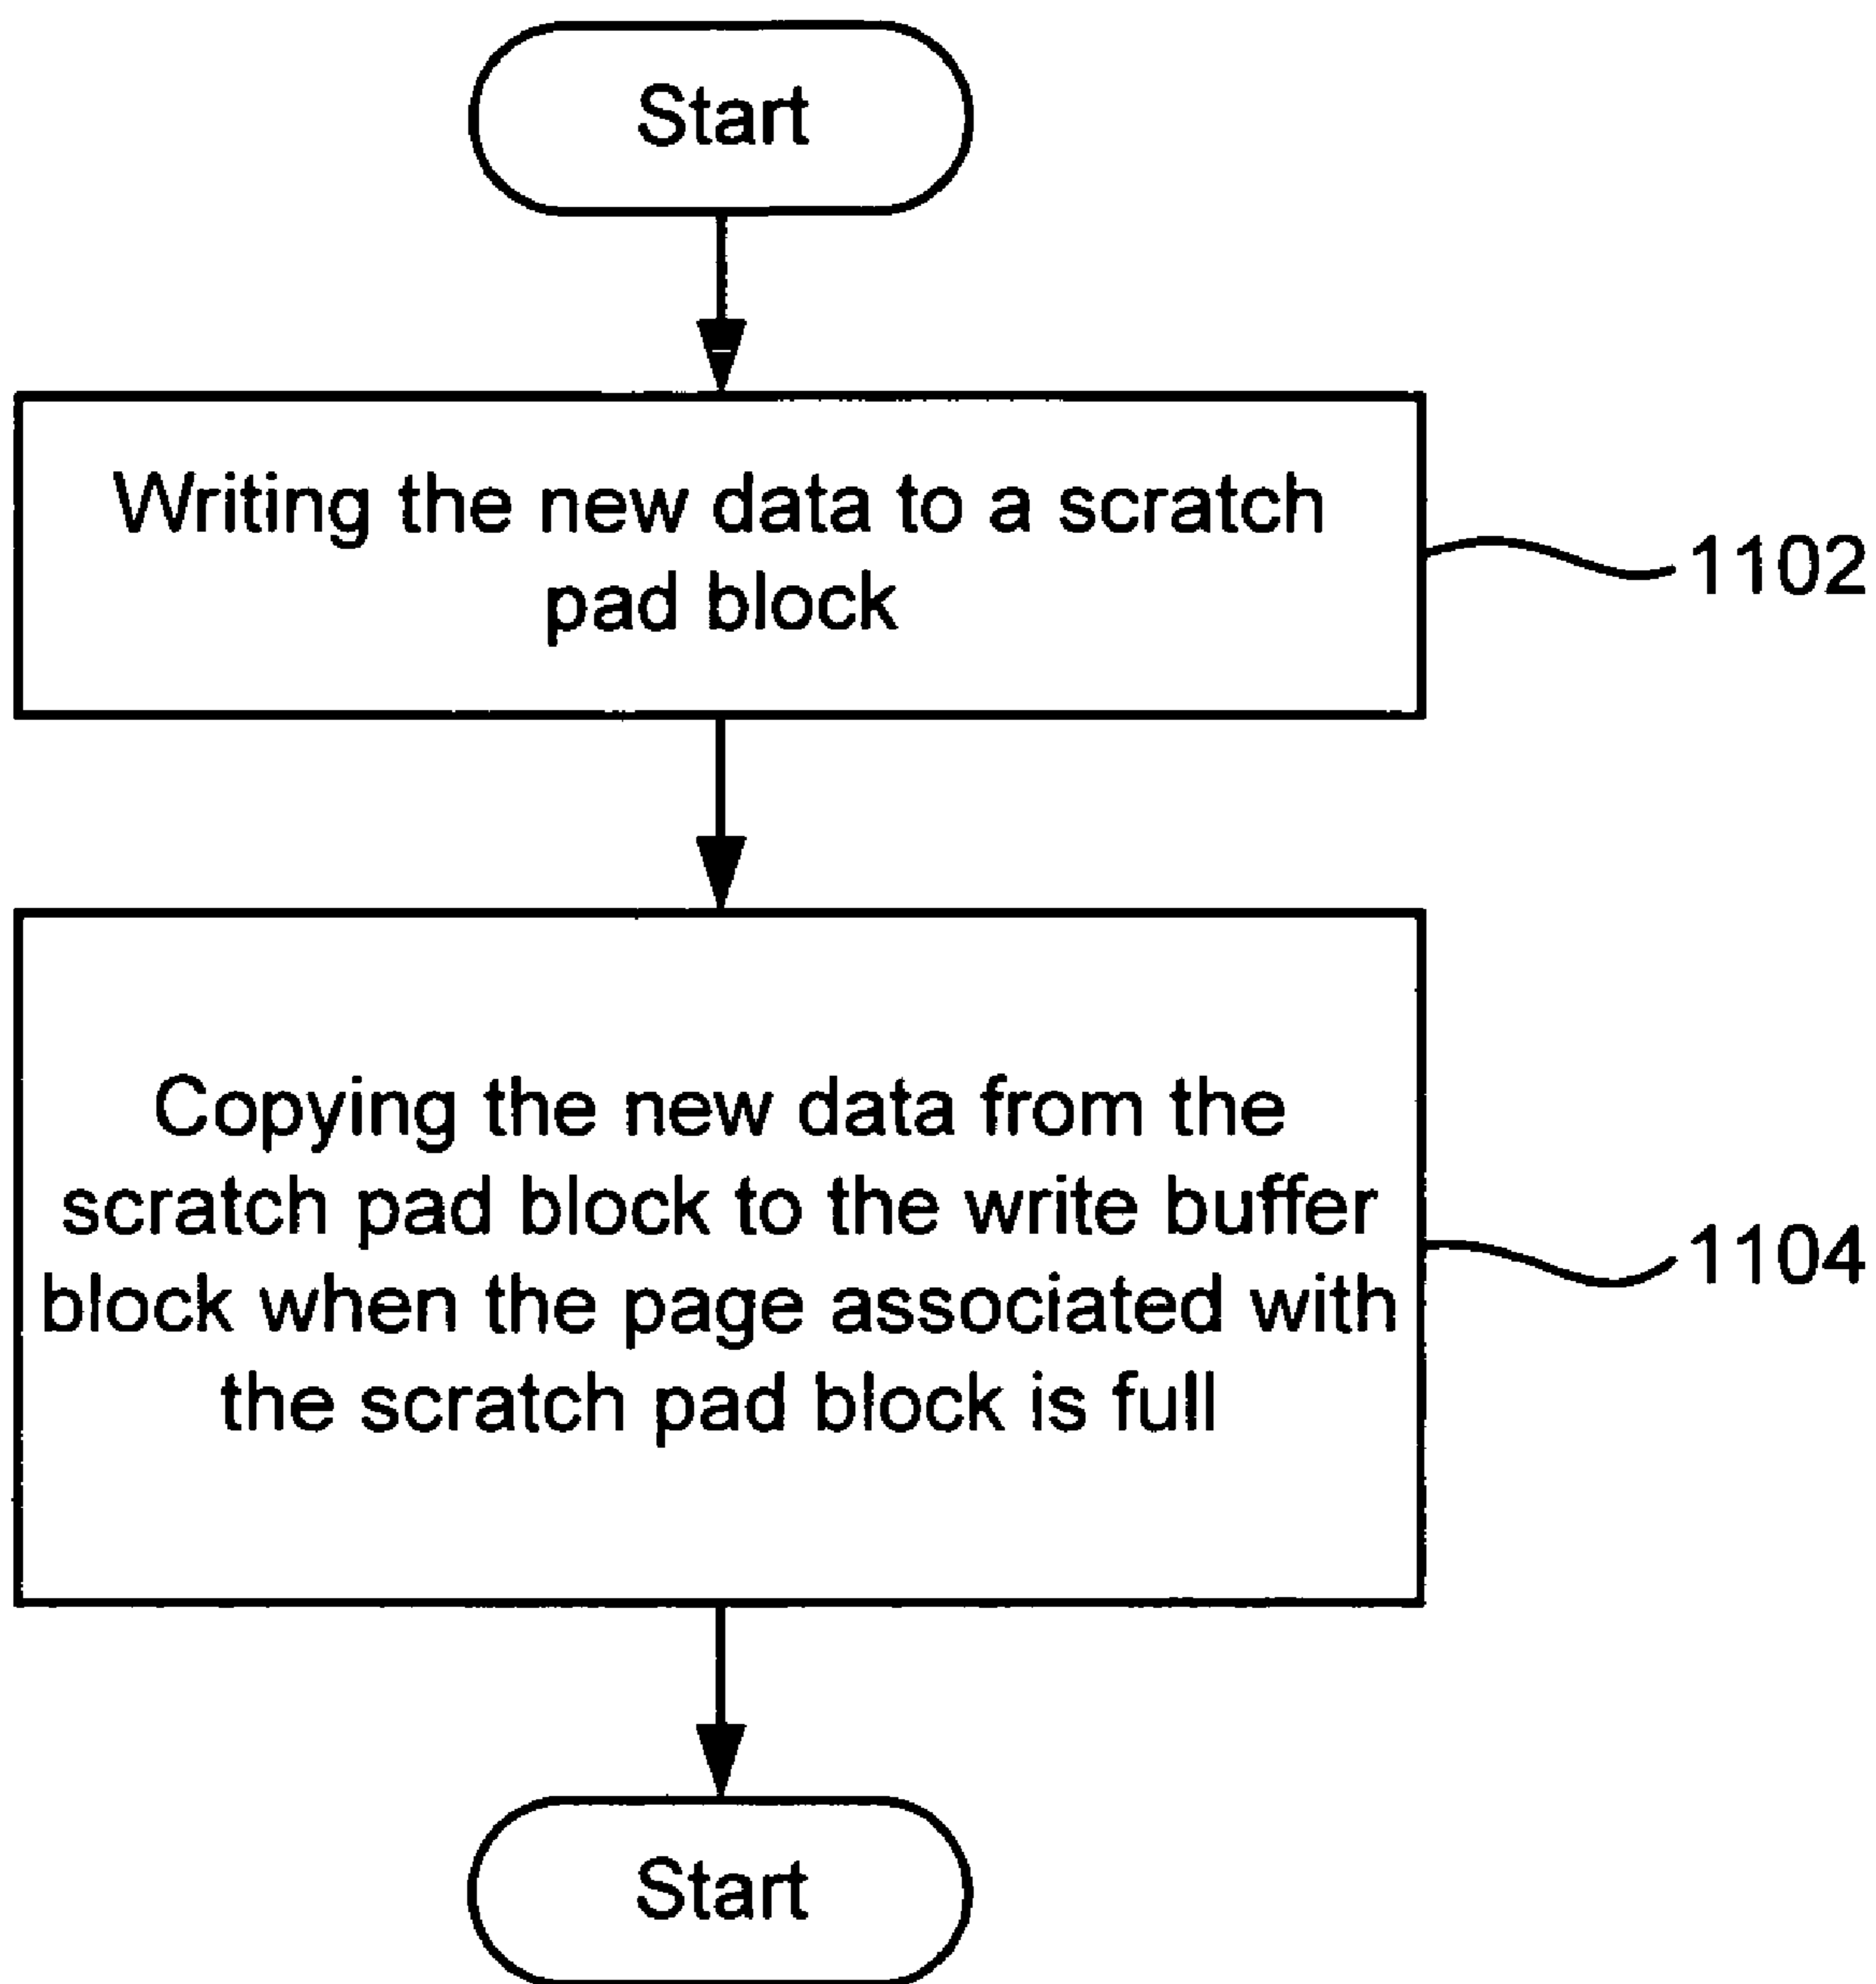 Start
Writing the new data to a scratch
pad block
1102
Copying the new data from the
scratch pad block to the write buffer
block when the page associated with
the scratch pad block is full
1104
Start